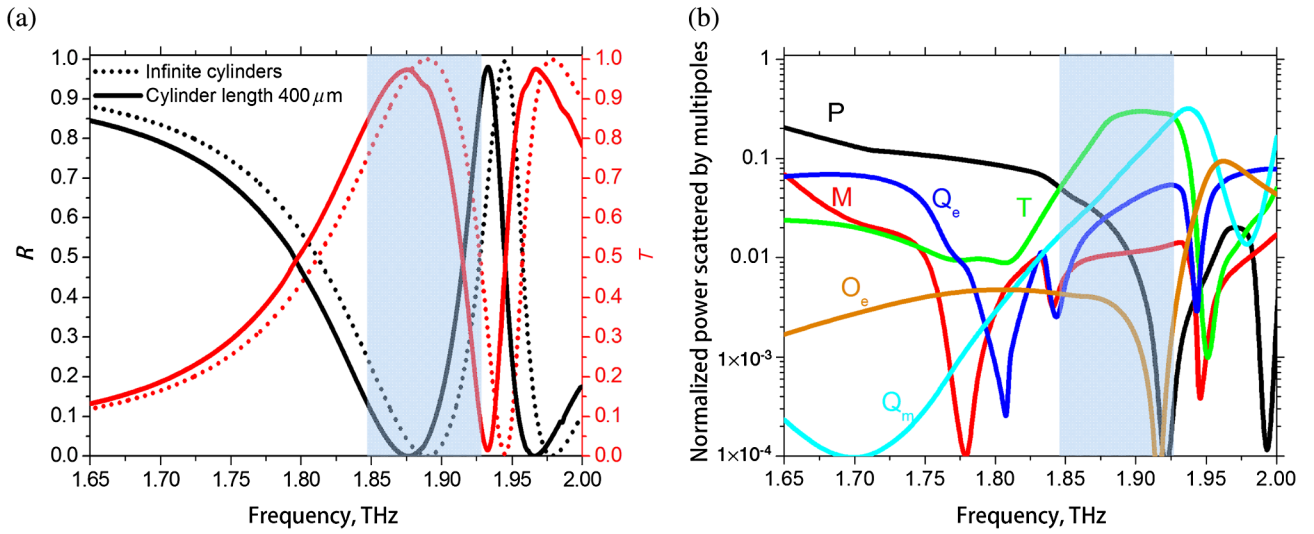 (a)
1.0
0.9
0.8
0.7
0.6
0.5
0.4
0.3
0.2
0.1
0.0
R
Infinite cylinders
Cylinder length 400 μm
1.0
0.9
0.8
0.7
0.6
0.5
0.4
0.3
0.2
0.1
0.0
T
1.65 1.70 1.75 1.80 1.85 1.90 1.95 2.00
Frequency, THz
(b)
Normalized power scattered by multipoles
1
0.1
0.01
1×10-3
1×10-4
P
M
Qe
T
Oe
Qm
1.65 1.70 1.75 1.80 1.85 1.90 1.95 2.00
Frequency, THz